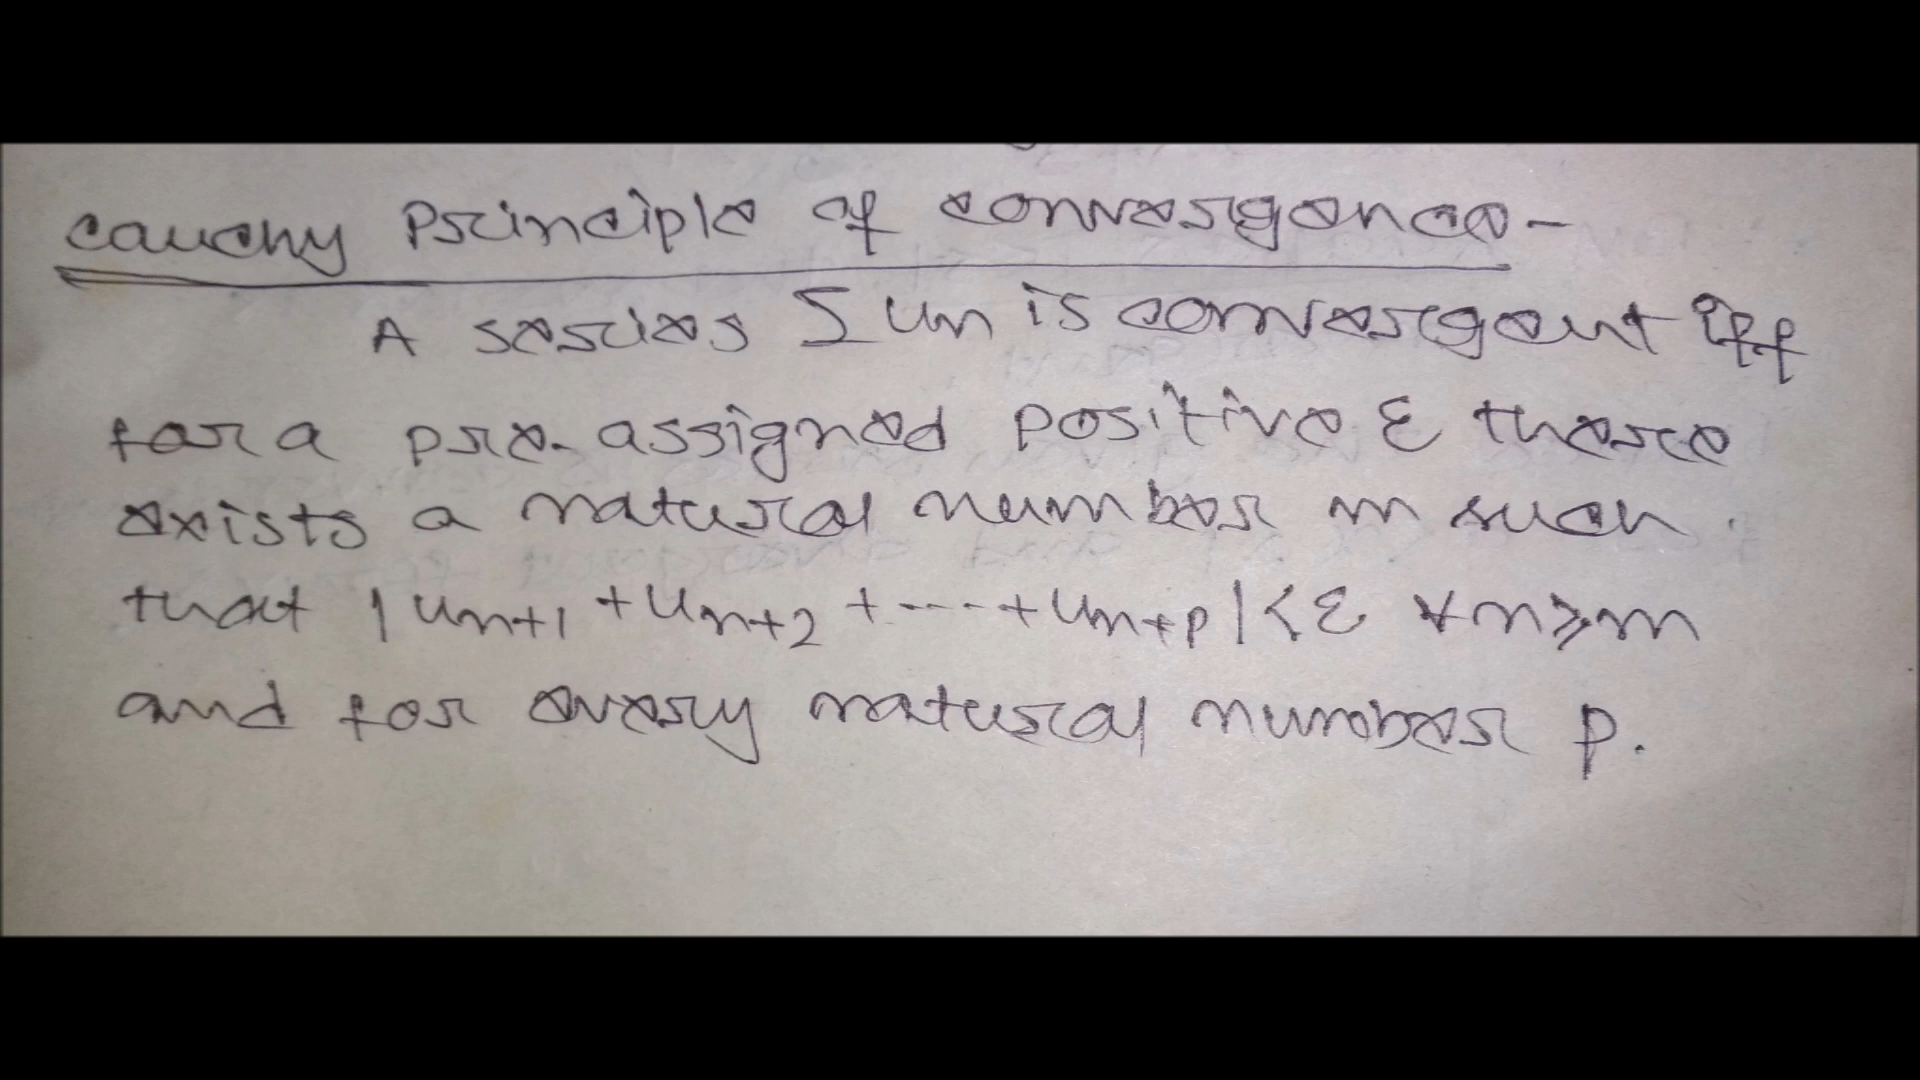 Cauchy Principle of convergence-
A series Σ un is convergent iff
for a pre-assigned positive ε there
exists a natural number m such
that |un+1 + un+2 + ---- + un+p| < ε ∀ n ≥ m
and for every natural number p.